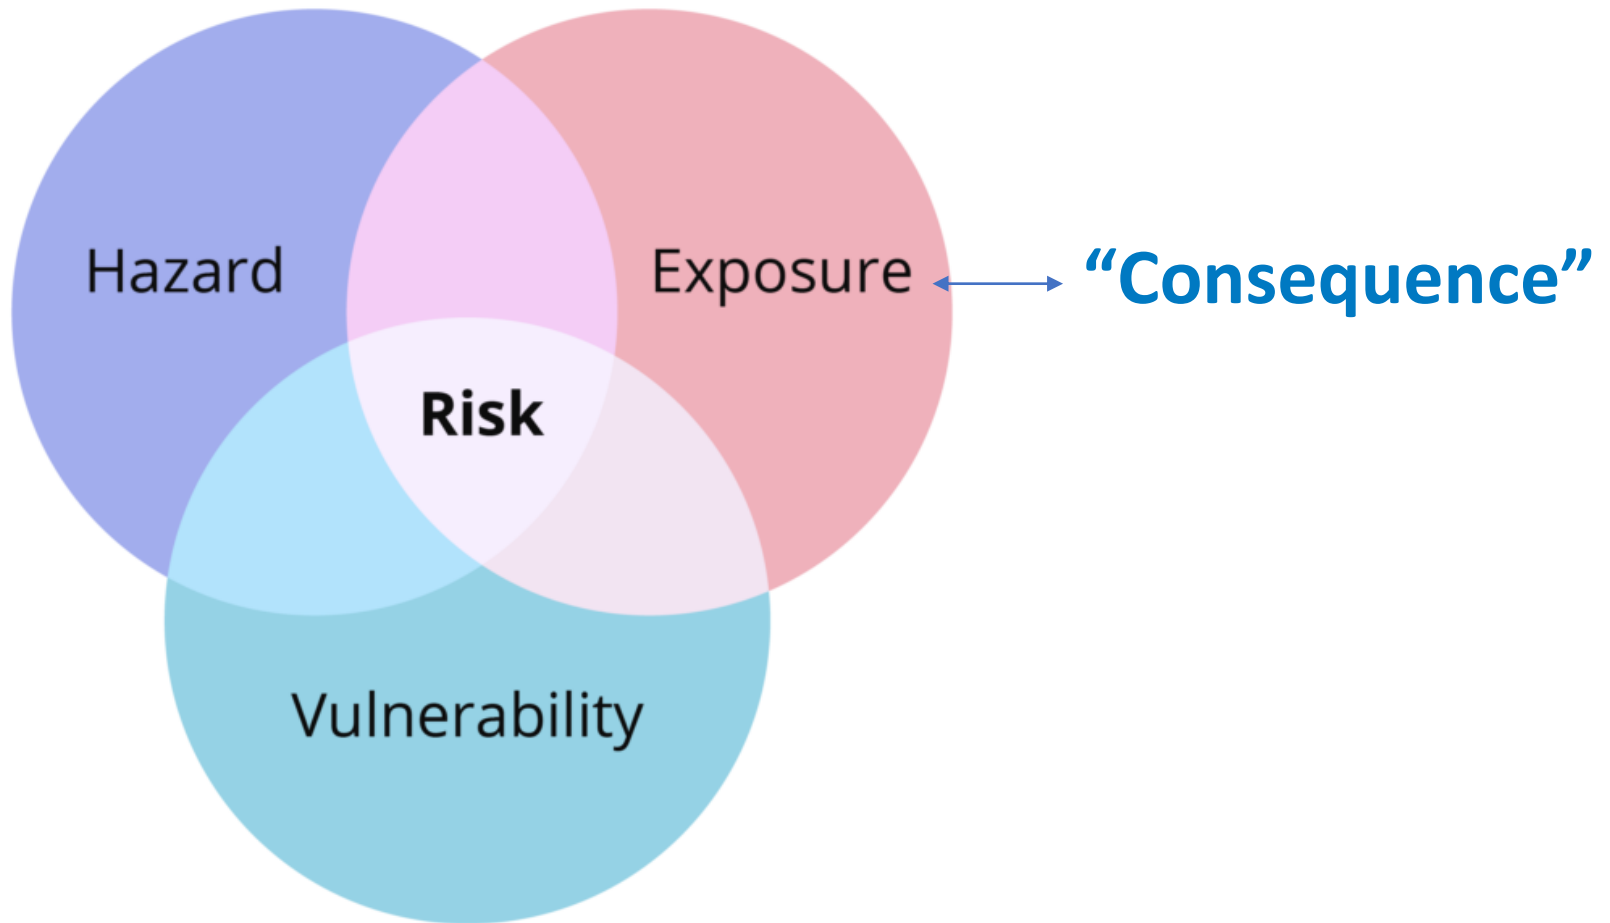 Hazard
Exposure
“Consequence”
Risk
Vulnerability